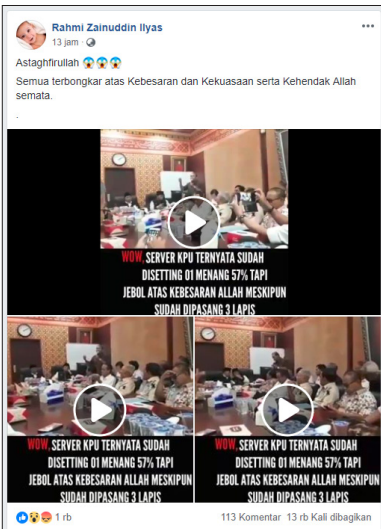 Rahmi Zainuddin Ilyas
13 jam
Astaghfirullah
Semua terbongkar atas Kebesaran dan Kekuasaan serta Kehendak Allah
semata.
.
WOW, SERVER KPU TERNYATA SUDAH
DISETTING 01 MENANG 57% TAPI
JEBOL ATAS KEBESARAN ALLAH MESKIPUN
SUDAH DIPASANG 3 LAPIS
WOW, SERVER KPU TERNYATA SUDAH
DISETTING 01 MENANG 57% TAPI
JEBOL ATAS KEBESARAN ALLAH MESKIPUN
SUDAH DIPASANG 3 LAPIS
WOW, SERVER KPU TERNYATA SUDAH
DISETTING 01 MENANG 57% TAPI
JEBOL ATAS KEBESARAN ALLAH MESKIPUN
SUDAH DIPASANG 3 LAPIS
1 rb
113 Komentar 13 rb Kali dibagikan